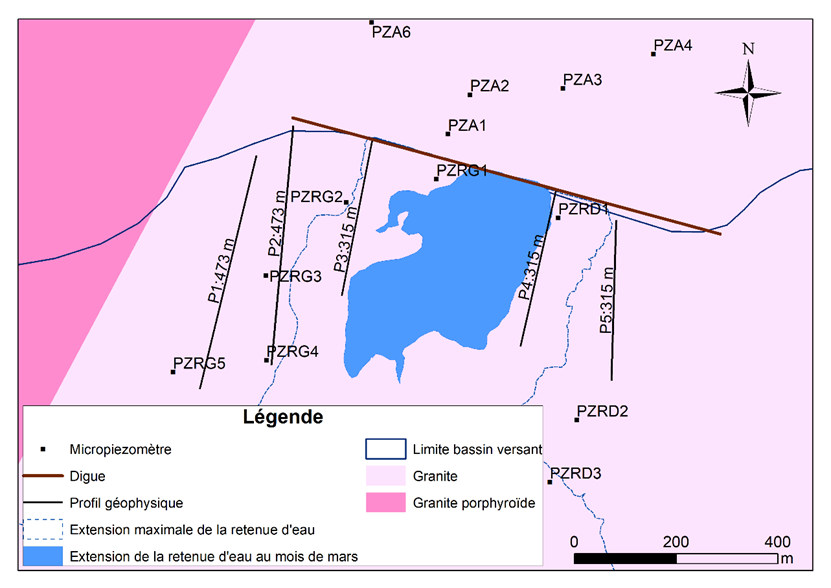 PZA6
PZA4
N
PZA3
PZA2
PZA1
PZRG1
PZRG2
PZRD1
P1:473 m
P2:473 m
P3:315 m
P4:315 m
P5:315 m
PZRG3
PZRG4
PZRG5
PZRD2
PZRD3
Légende
Micropiezomètre
Digue
Profil géophysique
Extension maximale de la retenue d'eau
Extension de la retenue d'eau au mois de mars
Limite bassin versant
Granite
Granite porphyroïde
0 200 400
m